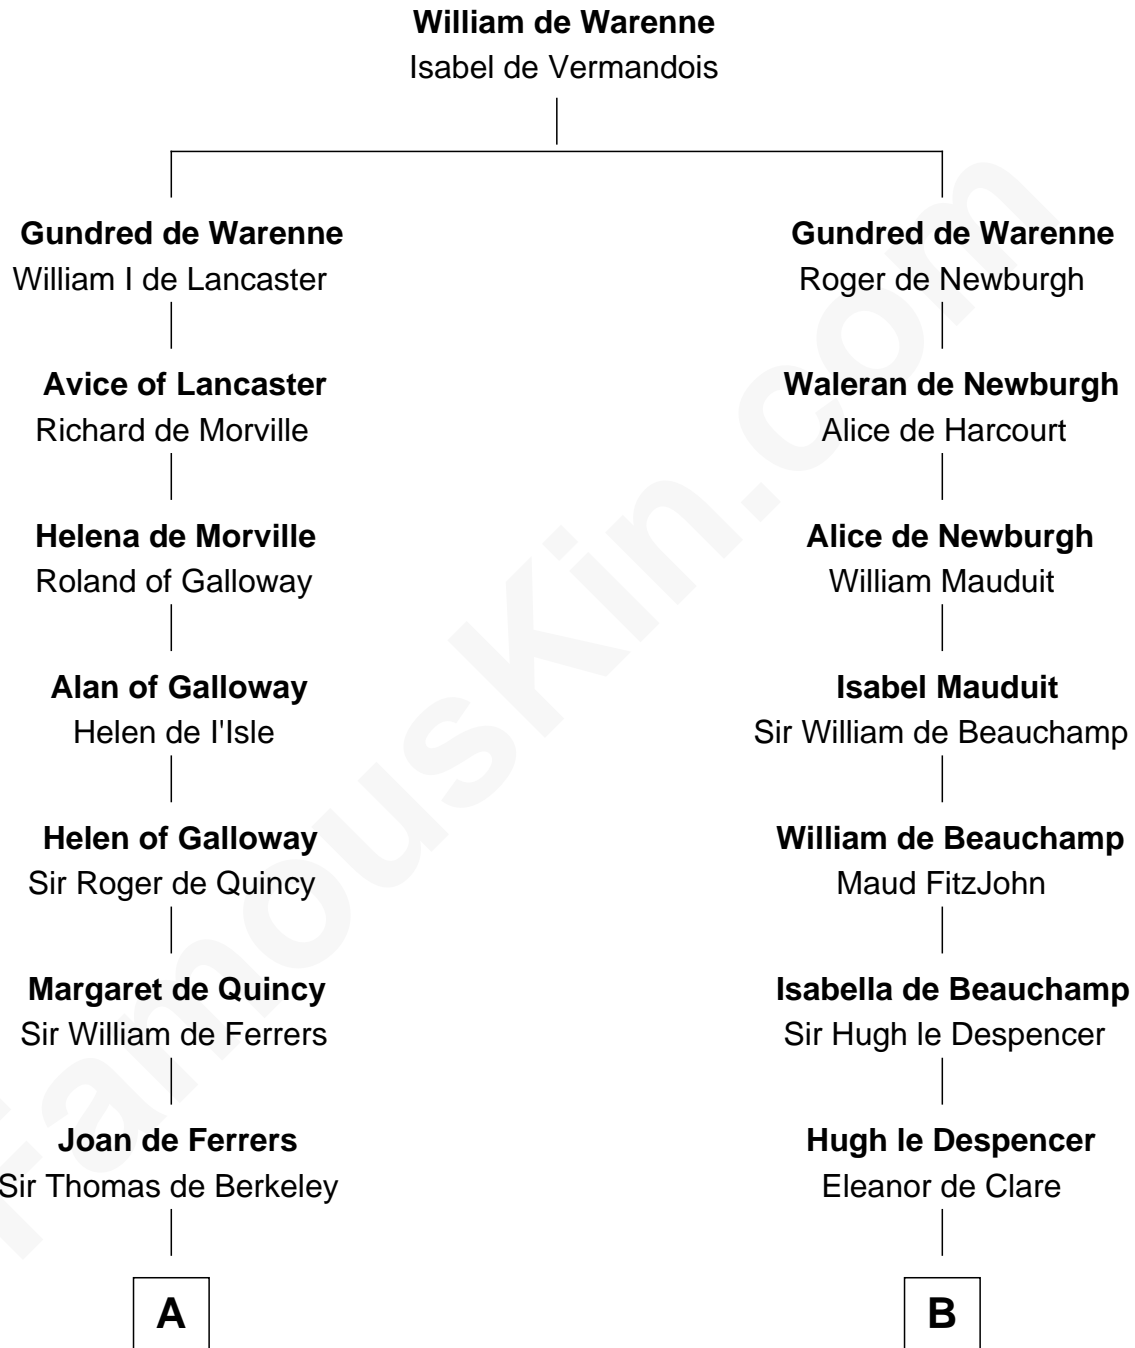 William de Warenne
Isabel de Vermandois
Gundred de Warenne
William I de Lancaster
Avice of Lancaster
Richard de Morville
Helena de Morville
Roland of Galloway
Alan of Galloway
Helen de I'Isle
Helen of Galloway
Sir Roger de Quincy
Margaret de Quincy
Sir William de Ferrers
Joan de Ferrers
Sir Thomas de Berkeley
A
Gundred de Warenne
Roger de Newburgh
Waleran de Newburgh
Alice de Harcourt
Alice de Newburgh
William Mauduit
Isabel Mauduit
Sir William de Beauchamp
William de Beauchamp
Maud FitzJohn
Isabella de Beauchamp
Sir Hugh le Despencer
Hugh le Despencer
Eleanor de Clare
B
FamousKin.com